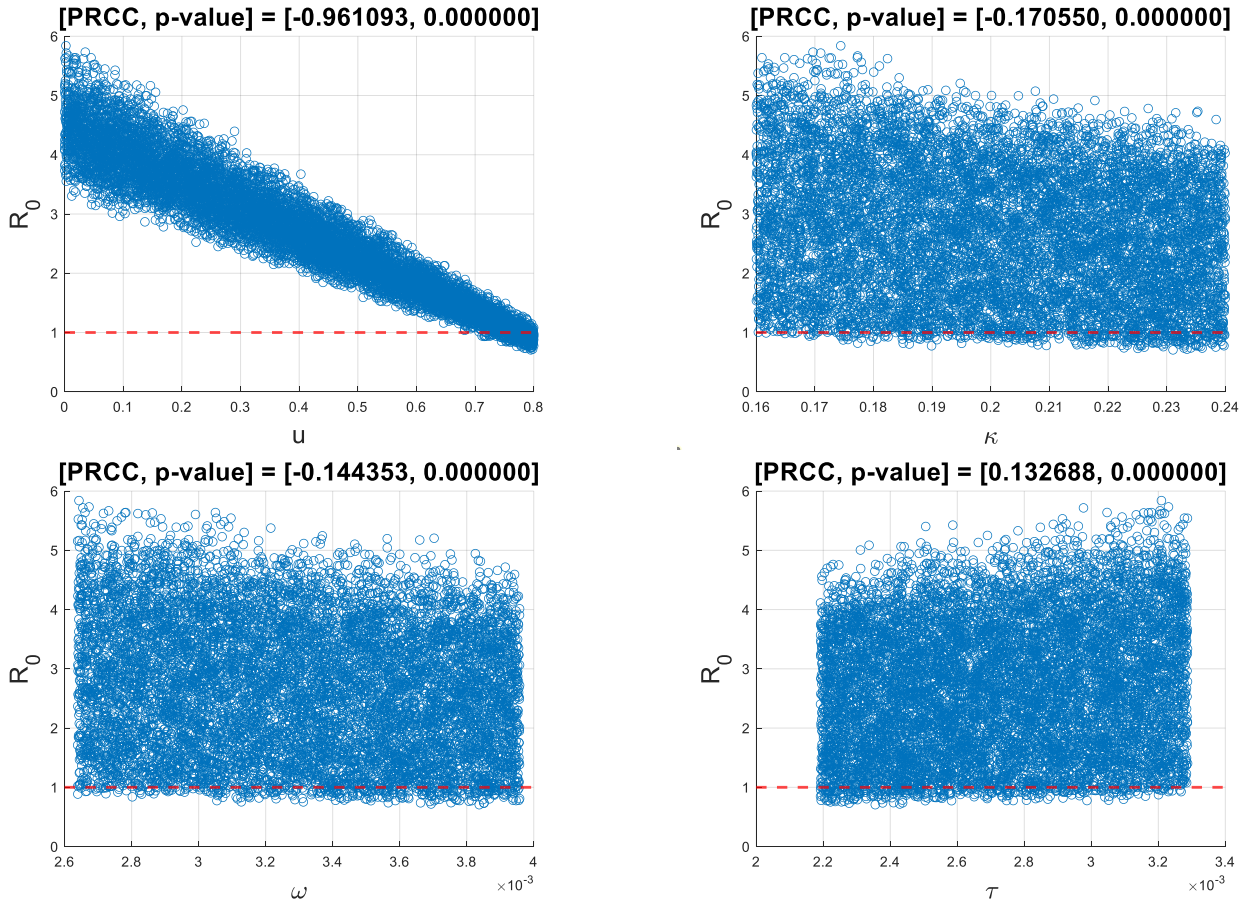 [PRCC, p-value] = [-0.961093, 0.000000]
6
5
4
3
2
1
0
R0
0 0.1 0.2 0.3 0.4 0.5 0.6 0.7 0.8
u
[PRCC, p-value] = [-0.170550, 0.000000]
6
5
4
3
2
1
0
R0
0.16 0.17 0.18 0.19 0.2 0.21 0.22 0.23 0.24
κ
[PRCC, p-value] = [-0.144353, 0.000000]
6
5
4
3
2
1
0
R0
2.6 2.8 3 3.2 3.4 3.6 3.8 4
×10-3
ω
[PRCC, p-value] = [0.132688, 0.000000]
6
5
4
3
2
1
0
R0
2 2.2 2.4 2.6 2.8 3 3.2 3.4
×10-3
τ